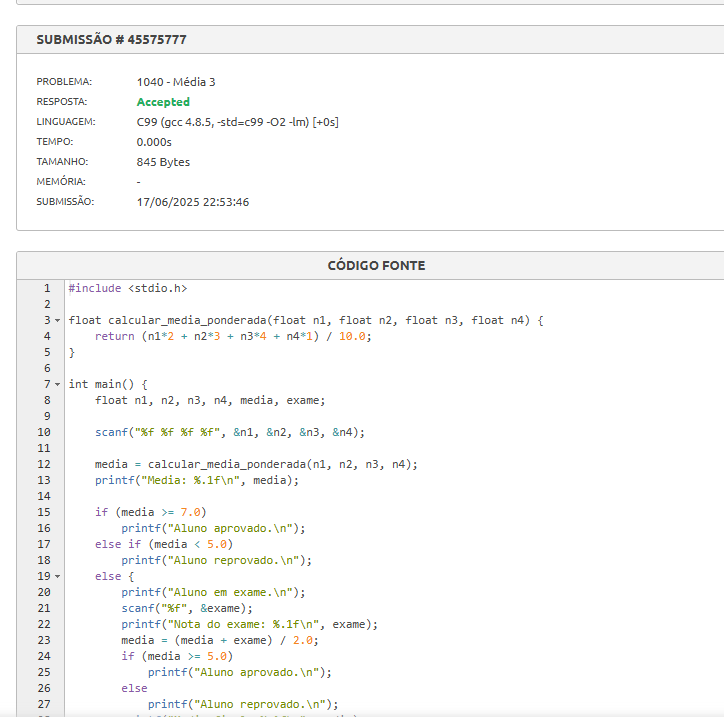 SUBMISSÃO # 45575777
PROBLEMA: 1040 - Média 3
RESPOSTA: Accepted
LINGUAGEM: C99 (gcc 4.8.5, -std=c99 -O2 -lm) [+0s]
TEMPO: 0.000s
TAMANHO: 845 Bytes
MEMÓRIA: -
SUBMISSÃO: 17/06/2025 22:53:46
CÓDIGO FONTE
1 #include <stdio.h>
2
3 float calcular_media_ponderada(float n1, float n2, float n3, float n4) {
4     return (n1*2 + n2*3 + n3*4 + n4*1) / 10.0;
5 }
6
7 int main() {
8     float n1, n2, n3, n4, media, exame;
9
10     scanf("%f %f %f %f", &n1, &n2, &n3, &n4);
11
12     media = calcular_media_ponderada(n1, n2, n3, n4);
13     printf("Media: %.1f\n", media);
14
15     if (media >= 7.0)
16         printf("Aluno aprovado.\n");
17     else if (media < 5.0)
18         printf("Aluno reprovado.\n");
19     else {
20         printf("Aluno em exame.\n");
21         scanf("%f", &exame);
22         printf("Nota do exame: %.1f\n", exame);
23         media = (media + exame) / 2.0;
24         if (media >= 5.0)
25             printf("Aluno aprovado.\n");
26         else
27             printf("Aluno reprovado.\n");